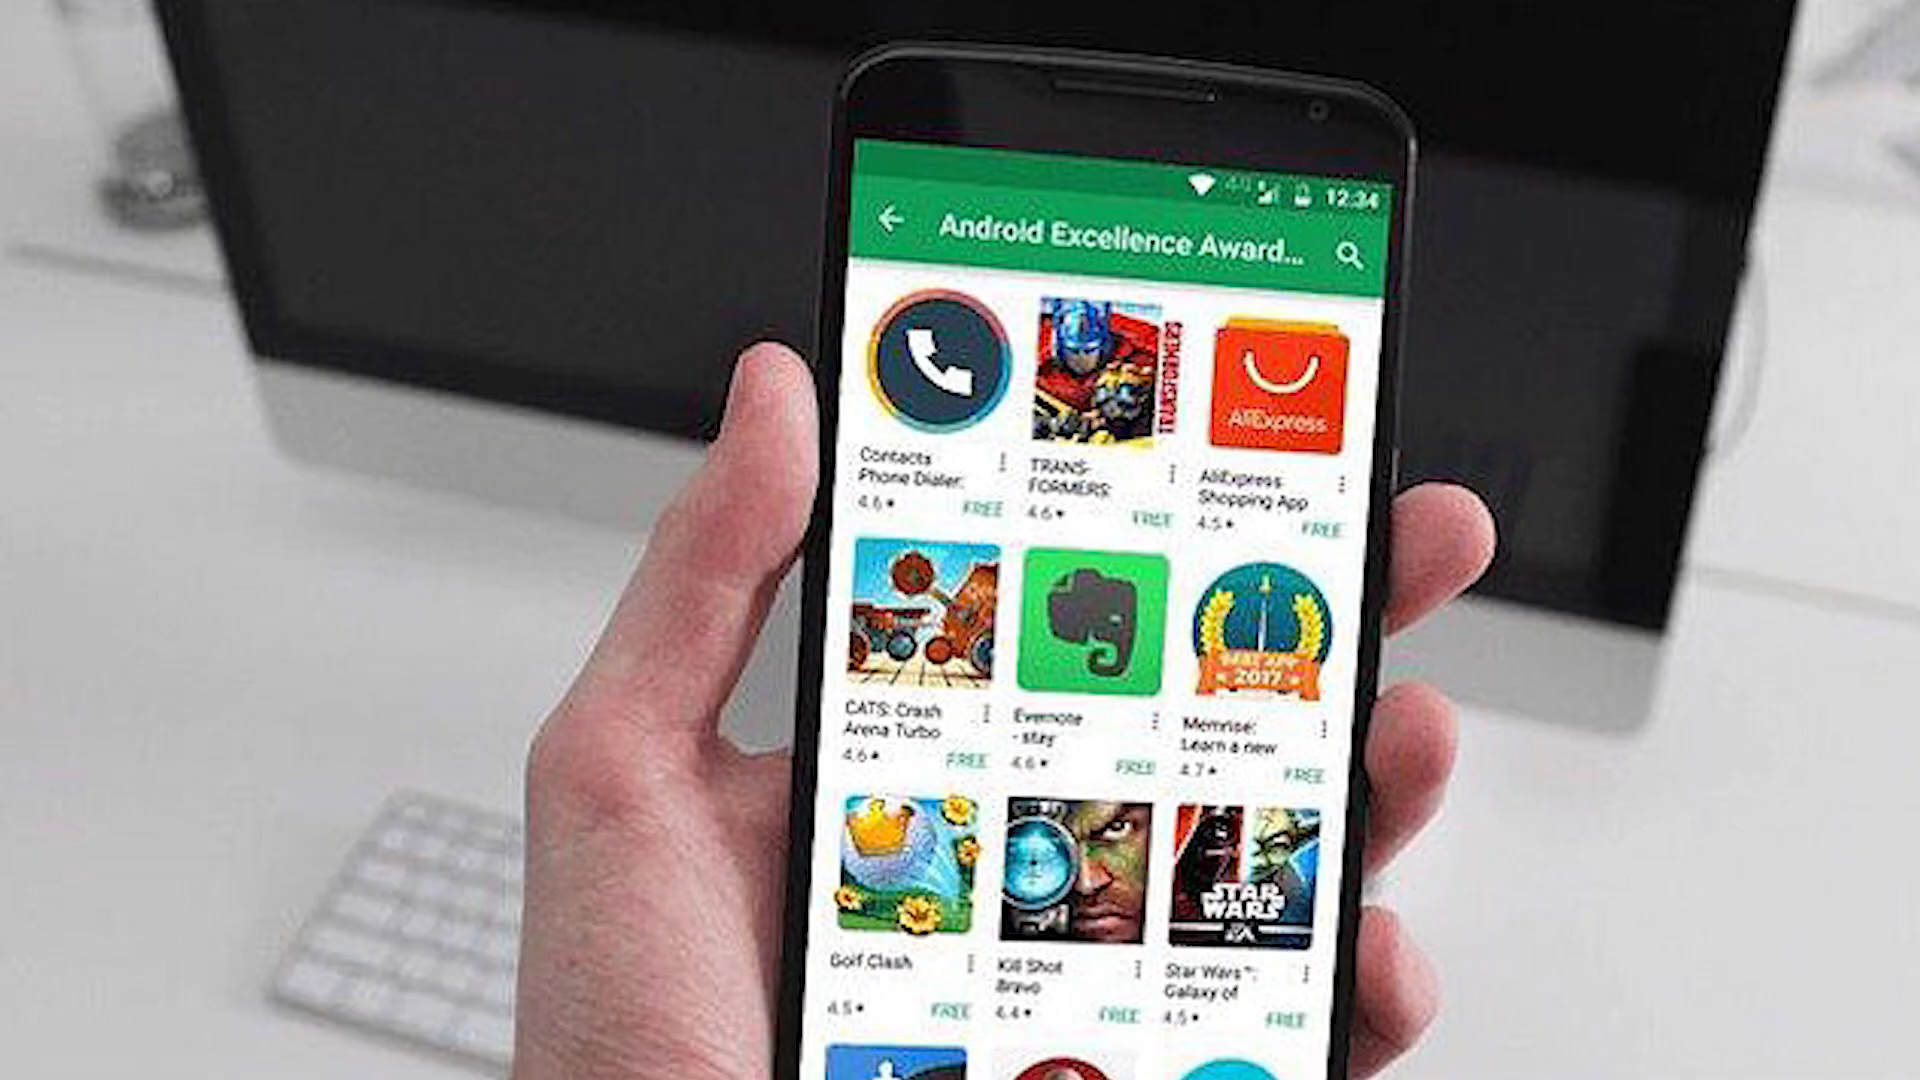 12:34
Android Excellence Award...
TRANSFORMERS
AliExpress
Contacts
Phone Dialer:
4.6
FREE
TRANS-
FORMERS:
4.6
FREE
AliExpress
Shopping App
4.5
FREE
BEST APP
2017
CATS: Crash
Arena Turbo
4.6
FREE
Evernote
- stay
4.6
FREE
Memrise:
Learn a new
4.7
FREE
STAR
WARS
Golf Clash
4.5
FREE
Kill Shot
Bravo
4.4
FREE
Star Wars™:
Galaxy of
4.5
FREE